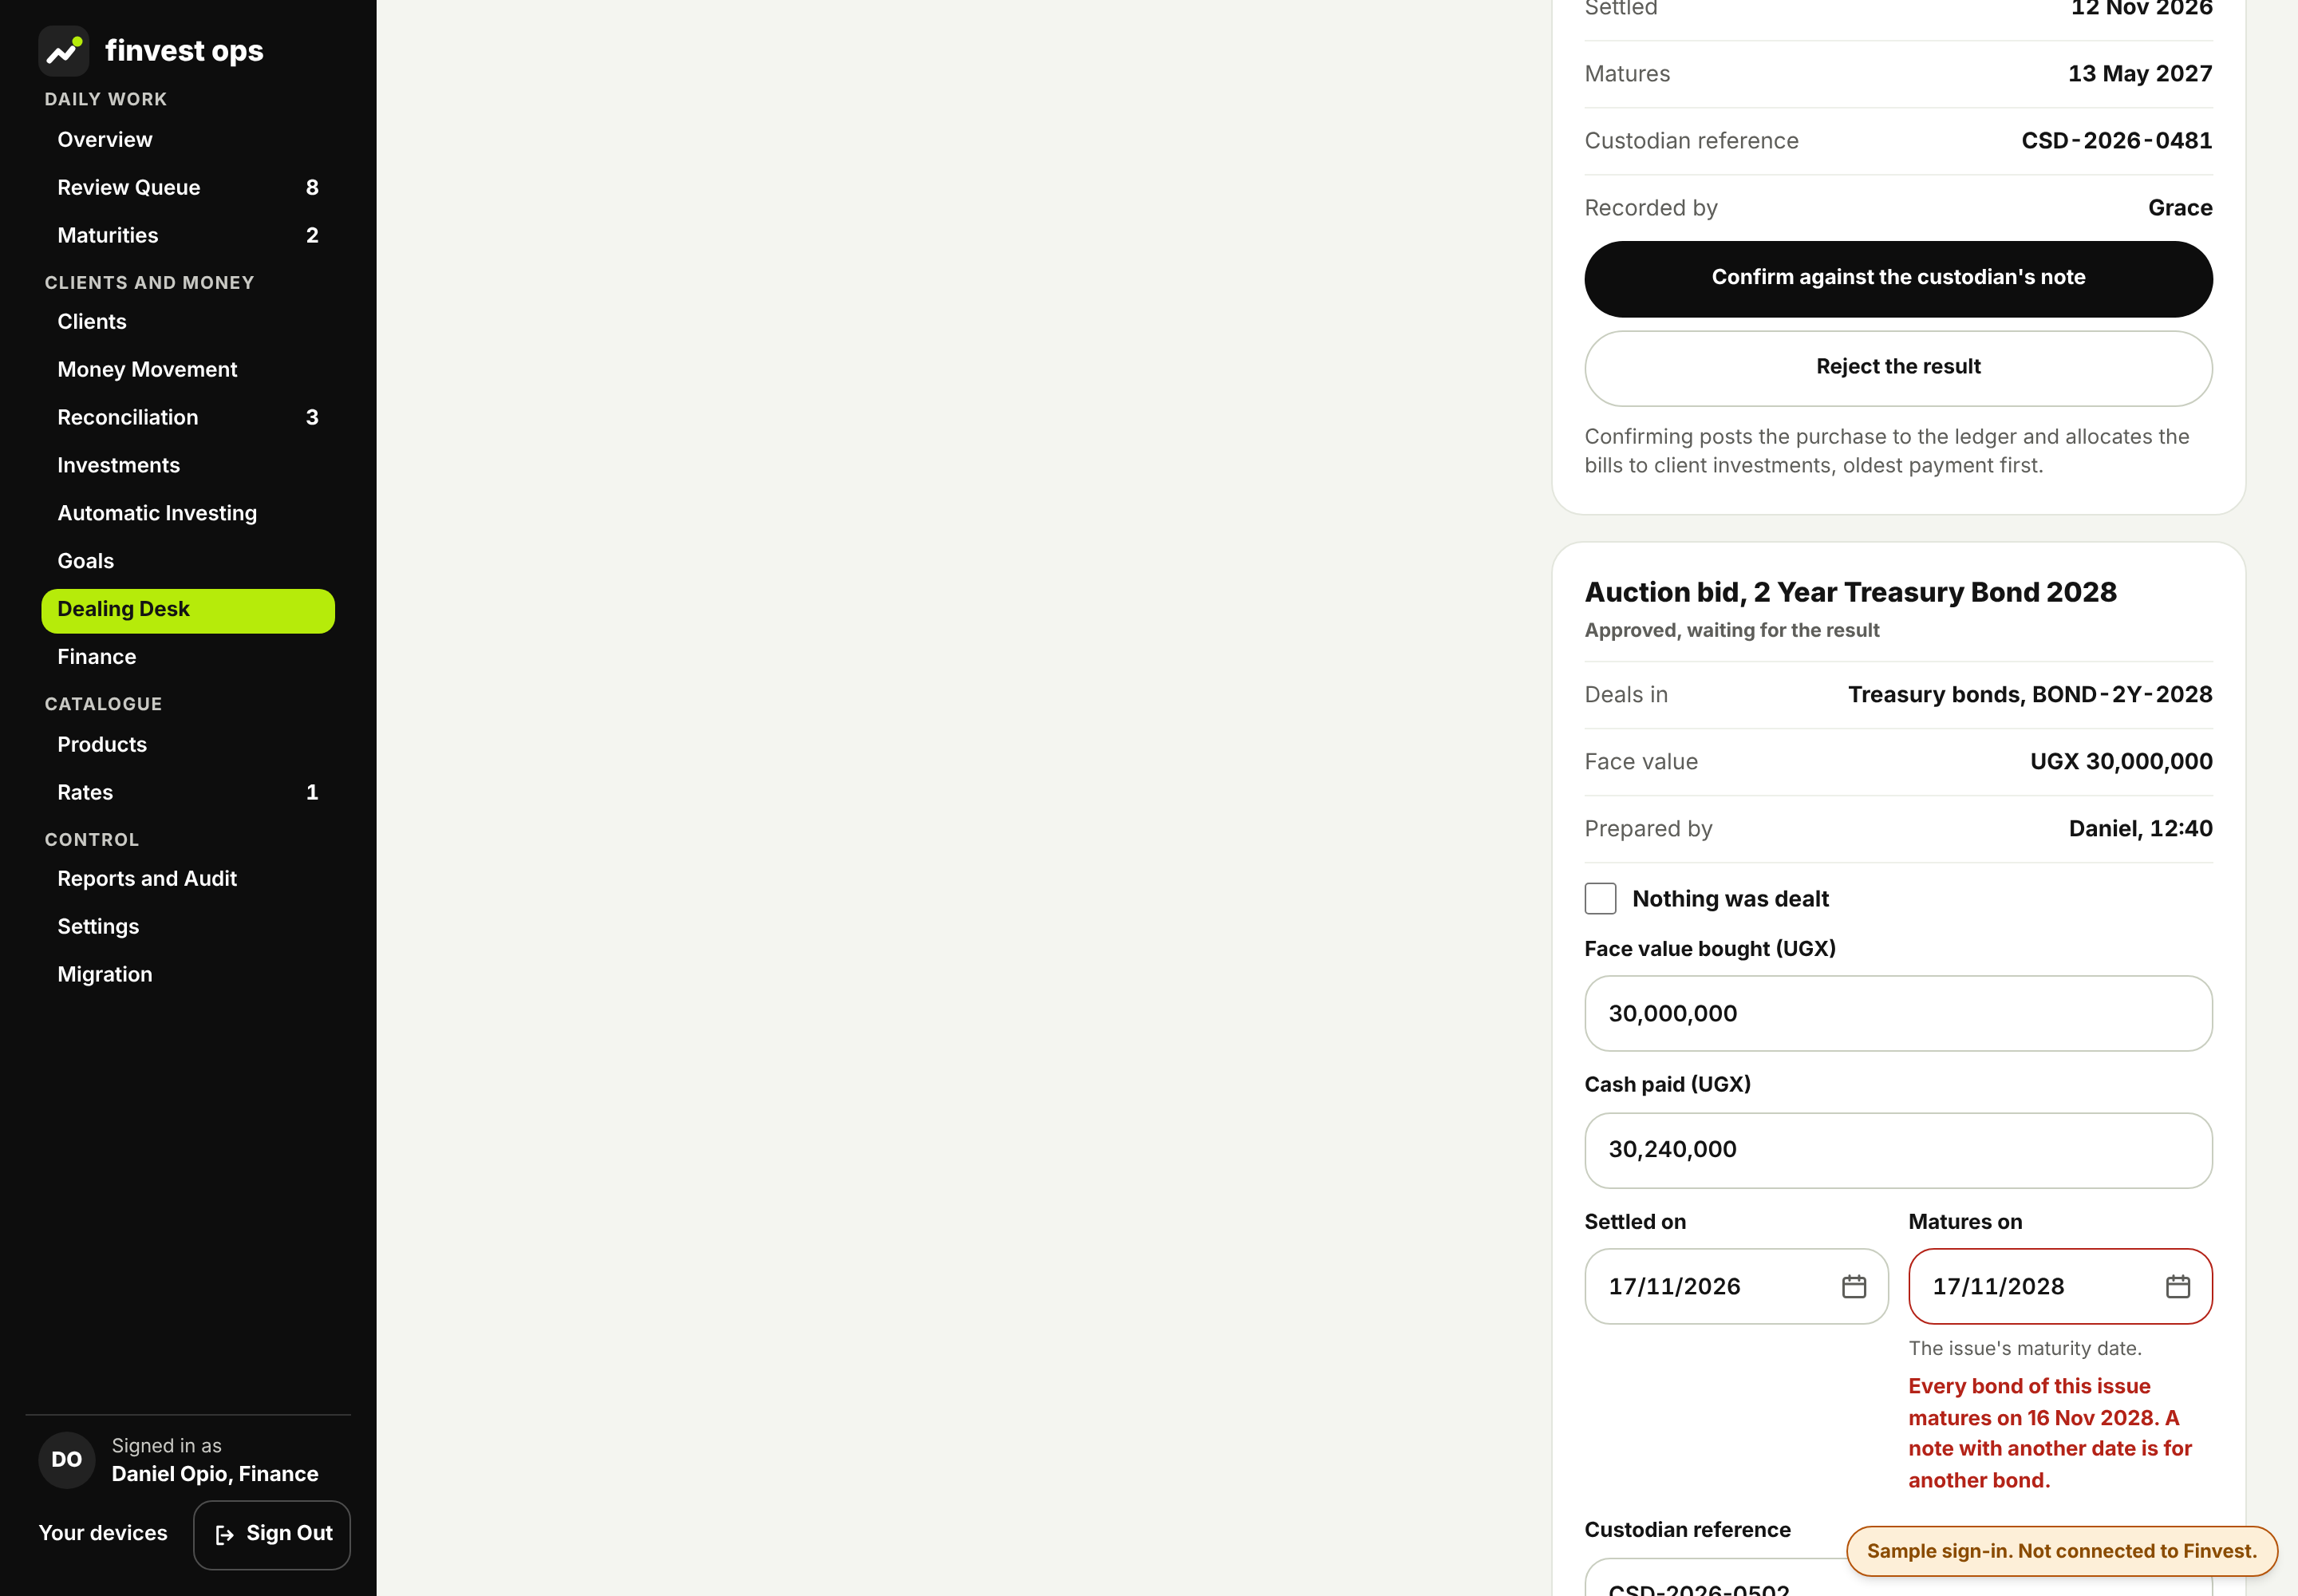 finvest ops
DAILY WORK
Overview
Review Queue 8
Maturities 2
CLIENTS AND MONEY
Clients
Money Movement
Reconciliation 3
Investments
Automatic Investing
Goals
Dealing Desk
Finance
CATALOGUE
Products
Rates 1
CONTROL
Reports and Audit
Settings
Migration
DO
Signed in as
Daniel Opio, Finance
Your devices
Sign Out
Settled 12 Nov 2026
Matures 13 May 2027
Custodian reference CSD-2026-0481
Recorded by Grace
Confirm against the custodian's note
Reject the result
Confirming posts the purchase to the ledger and allocates the
bills to client investments, oldest payment first.
Auction bid, 2 Year Treasury Bond 2028
Approved, waiting for the result
Deals in Treasury bonds, BOND-2Y-2028
Face value UGX 30,000,000
Prepared by Daniel, 12:40
Nothing was dealt
Face value bought (UGX)
30,000,000
Cash paid (UGX)
30,240,000
Settled on Matures on
17/11/2026 17/11/2028
The issue's maturity date.
Every bond of this issue
matures on 16 Nov 2028. A
note with another date is for
another bond.
Custodian reference
CSD-2026-0502
Sample sign-in. Not connected to Finvest.